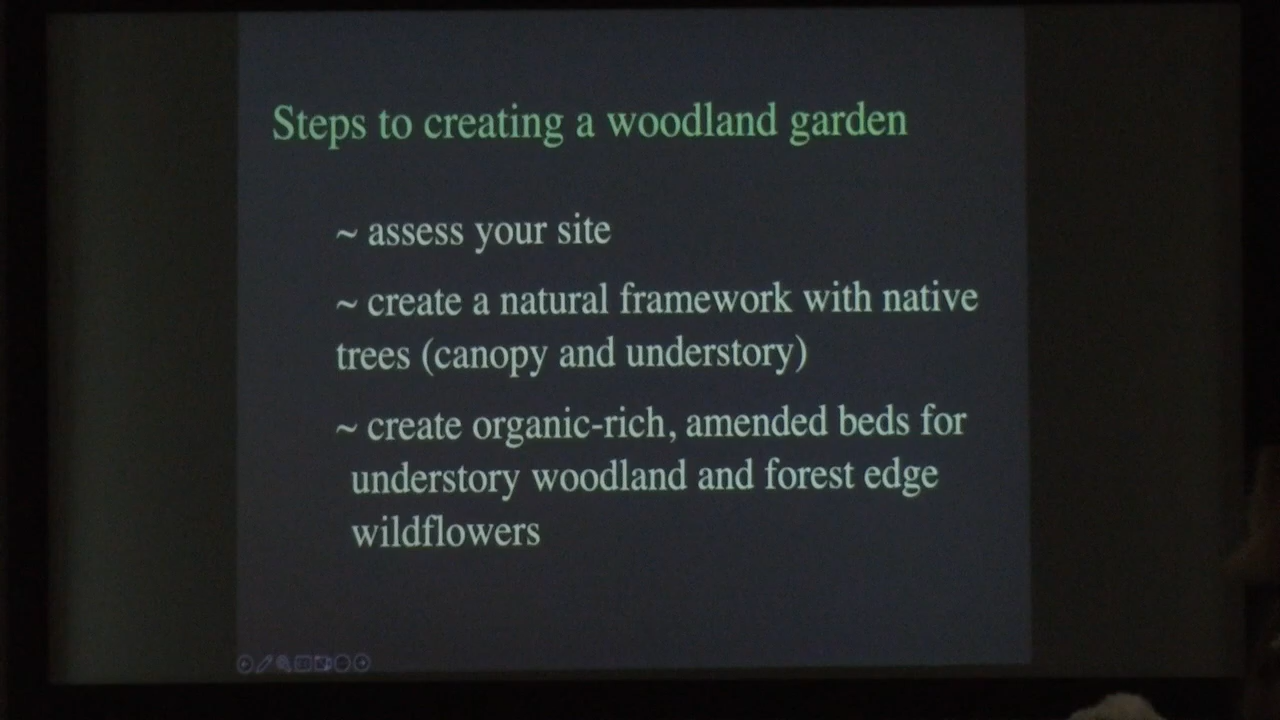 Steps to creating a woodland garden
~ assess your site
~ create a natural framework with native
trees (canopy and understory)
~ create organic-rich, amended beds for
understory woodland and forest edge
wildflowers